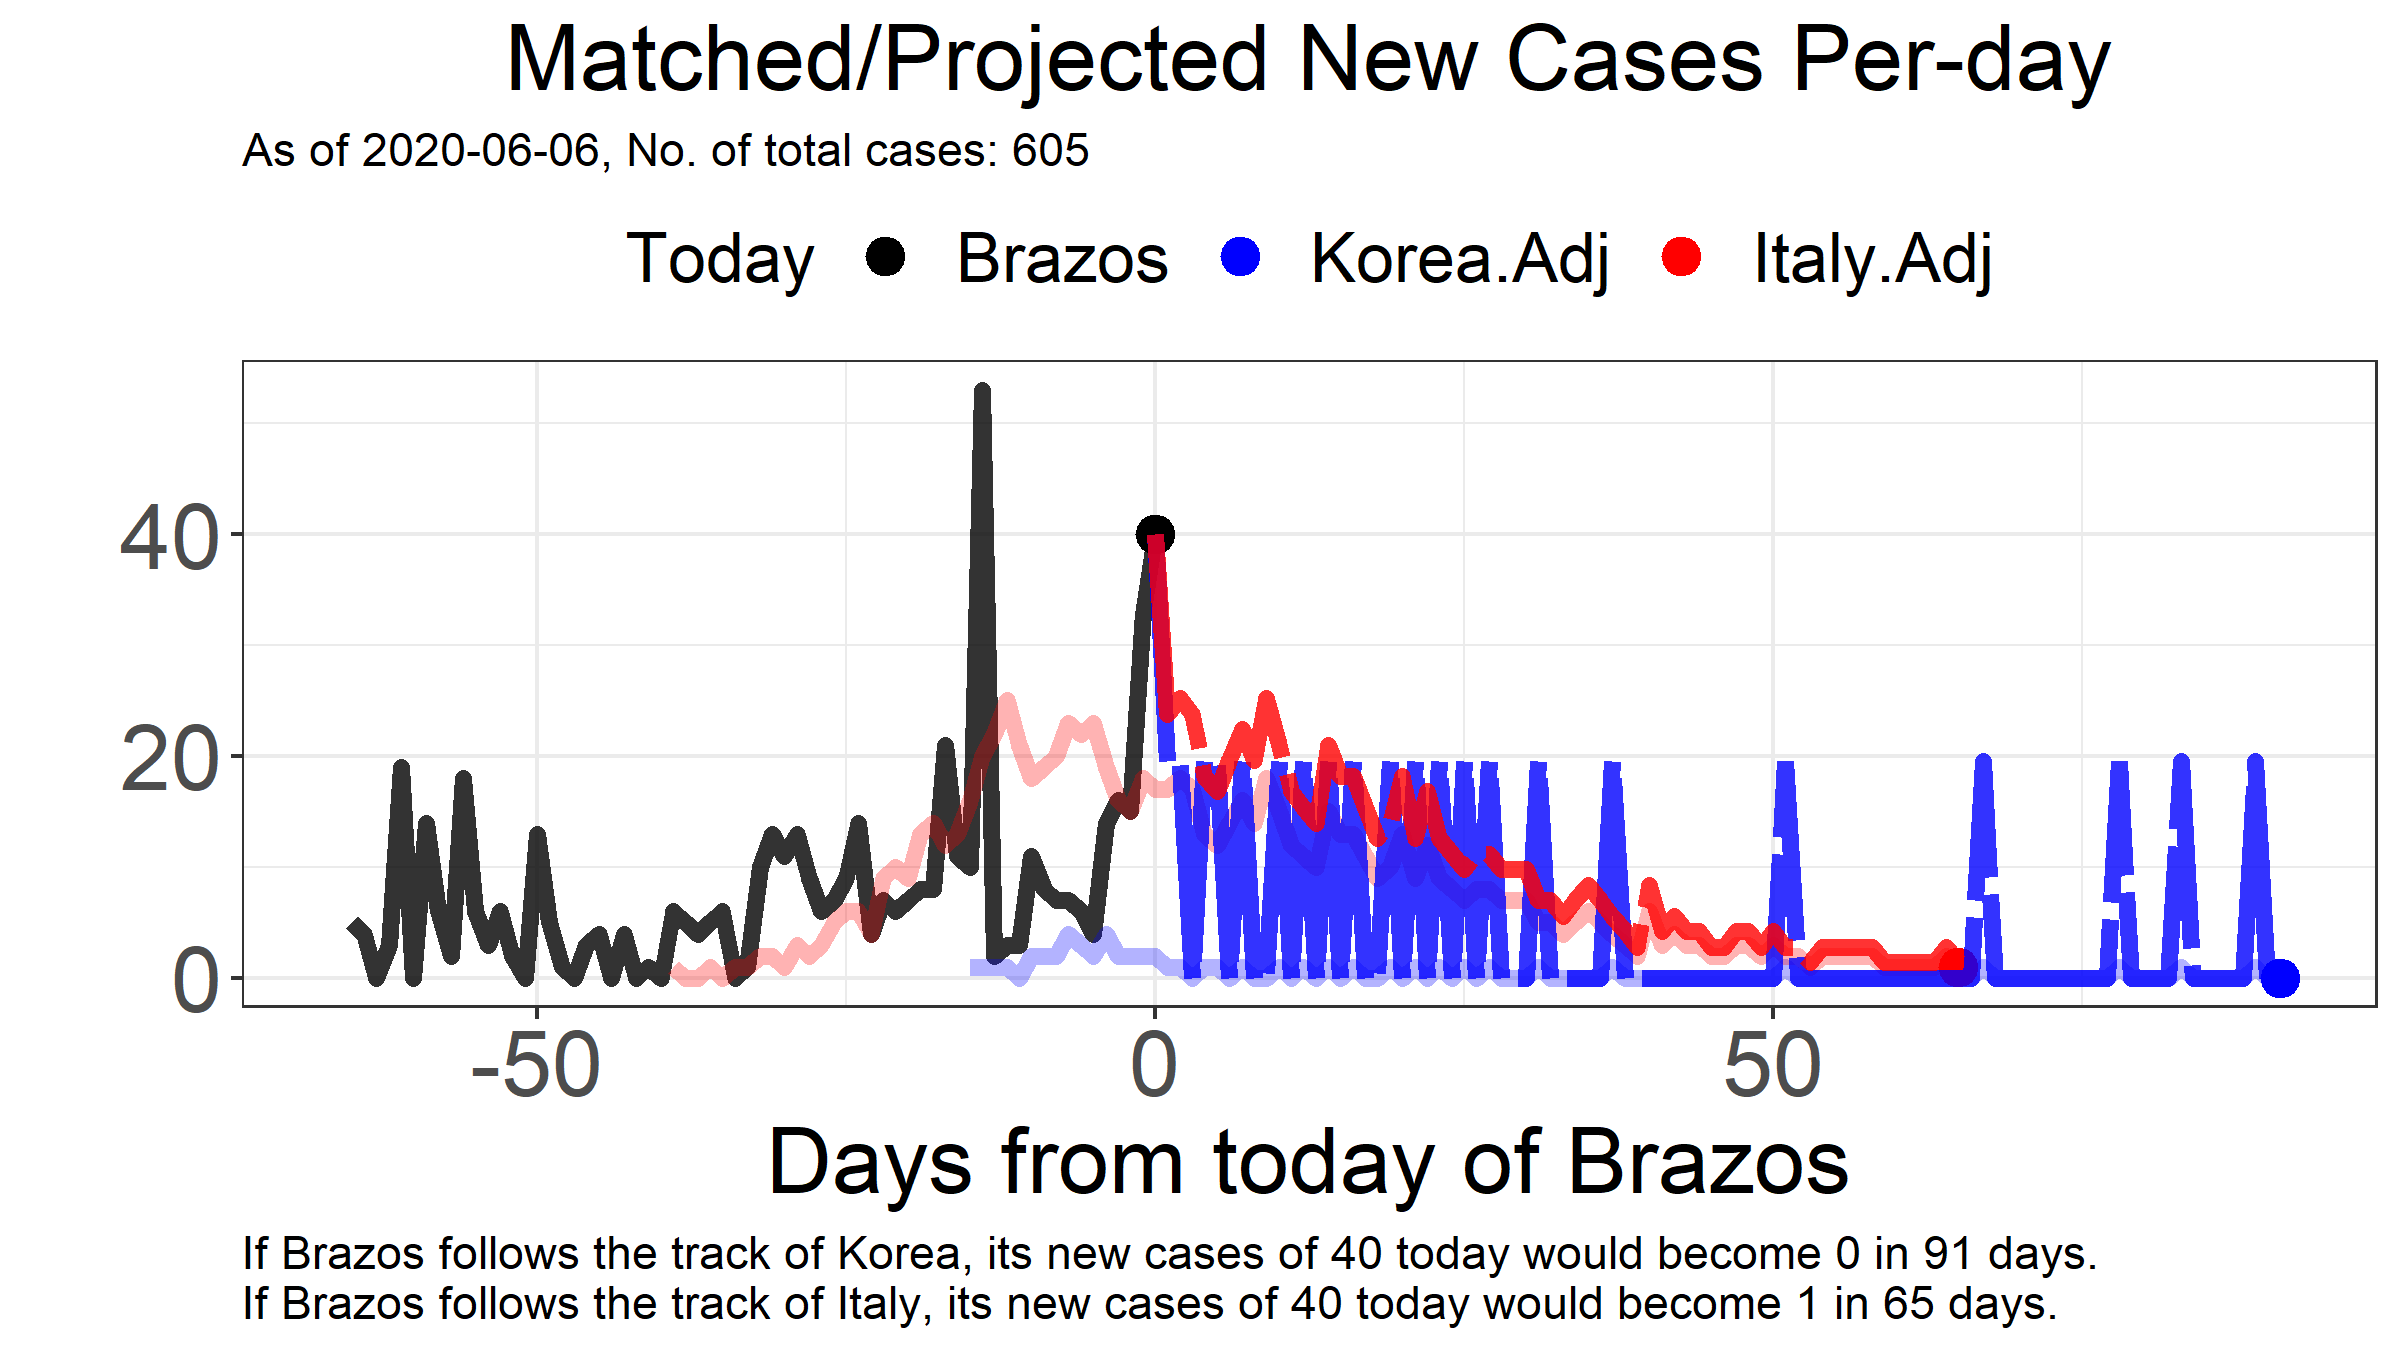 Matched/Projected New Cases Per-day
As of 2020-06-06, No. of total cases: 605
Today Brazos Korea.Adj Italy.Adj
40
20
0
-50 0 50
Days from today of Brazos
If Brazos follows the track of Korea, its new cases of 40 today would become 0 in 91 days.
If Brazos follows the track of Italy, its new cases of 40 today would become 1 in 65 days.